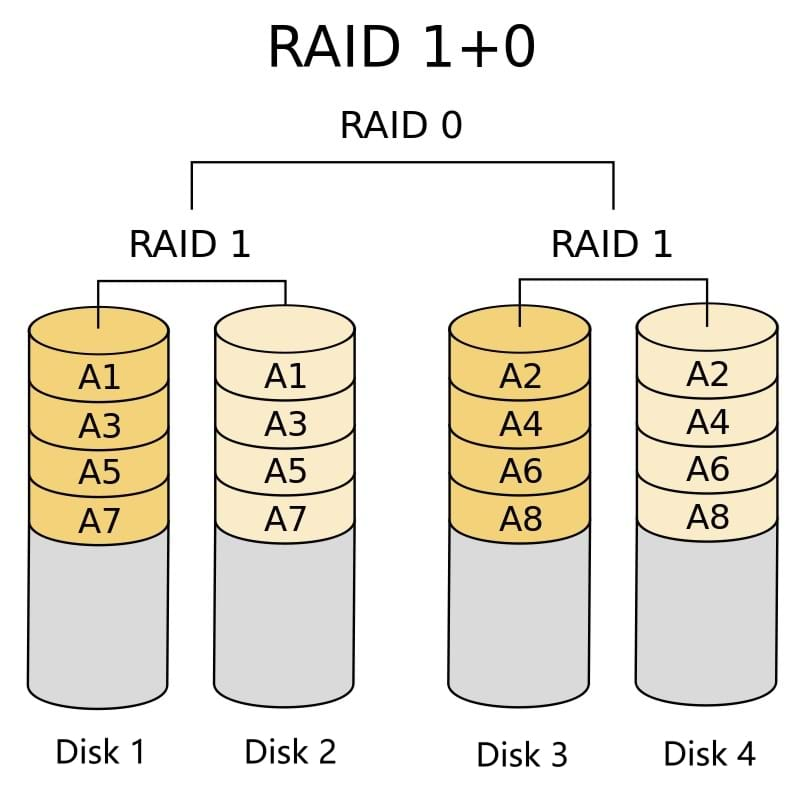 RAID 1+0
RAID 0
RAID 1
RAID 1
A1
A3
A5
A7
A1
A3
A5
A7
A2
A4
A6
A8
A2
A4
A6
A8
Disk 1
Disk 2
Disk 3
Disk 4